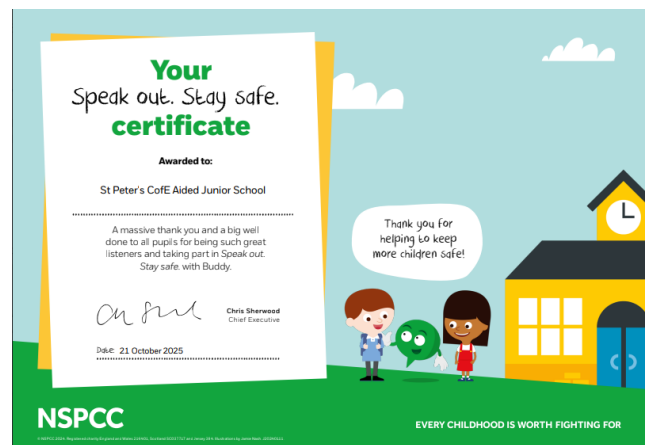 Your
Speak out. Stay safe.
certificate
Awarded to:
St Peter's CofE Aided Junior School
A massive thank you and a big well
done to all pupils for being such great
listeners and taking part in Speak out.
Stay safe. with Buddy.
Chris Sherwood
Chief Executive
Date: 21 October 2025
Thank you for
helping to keep
more children safe!
NSPCC
EVERY CHILDHOOD IS WORTH FIGHTING FOR